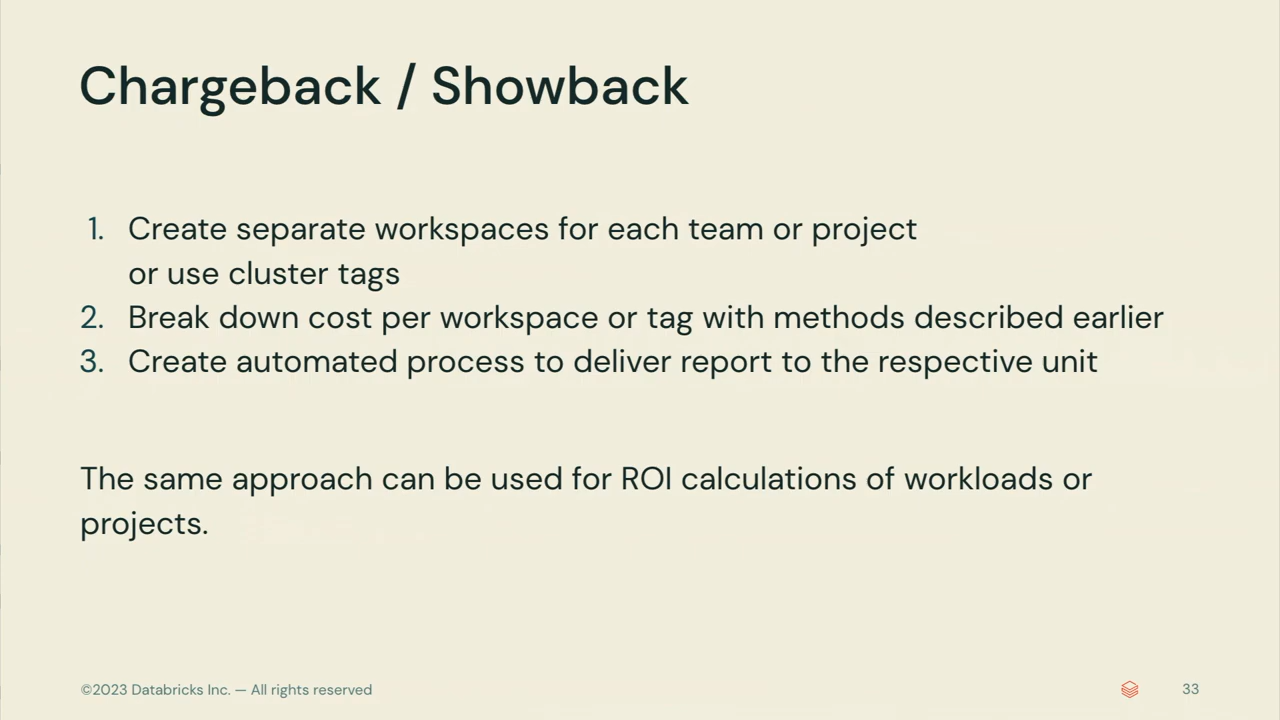 Chargeback / Showback
1. Create separate workspaces for each team or project
or use cluster tags
2. Break down cost per workspace or tag with methods described earlier
3. Create automated process to deliver report to the respective unit
The same approach can be used for ROI calculations of workloads or
projects.
©2023 Databricks Inc. — All rights reserved
33